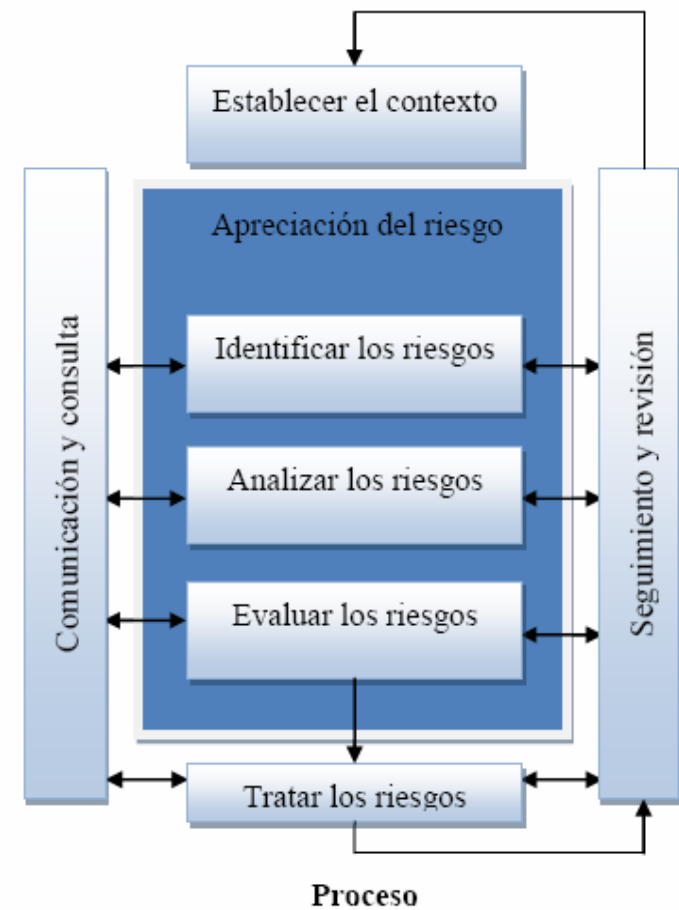 Establecer el contexto
Apreciación del riesgo
Comunicación y consulta
Identificar los riesgos
Analizar los riesgos
Evaluar los riesgos
Seguimiento y revisión
Tratar los riesgos
Proceso